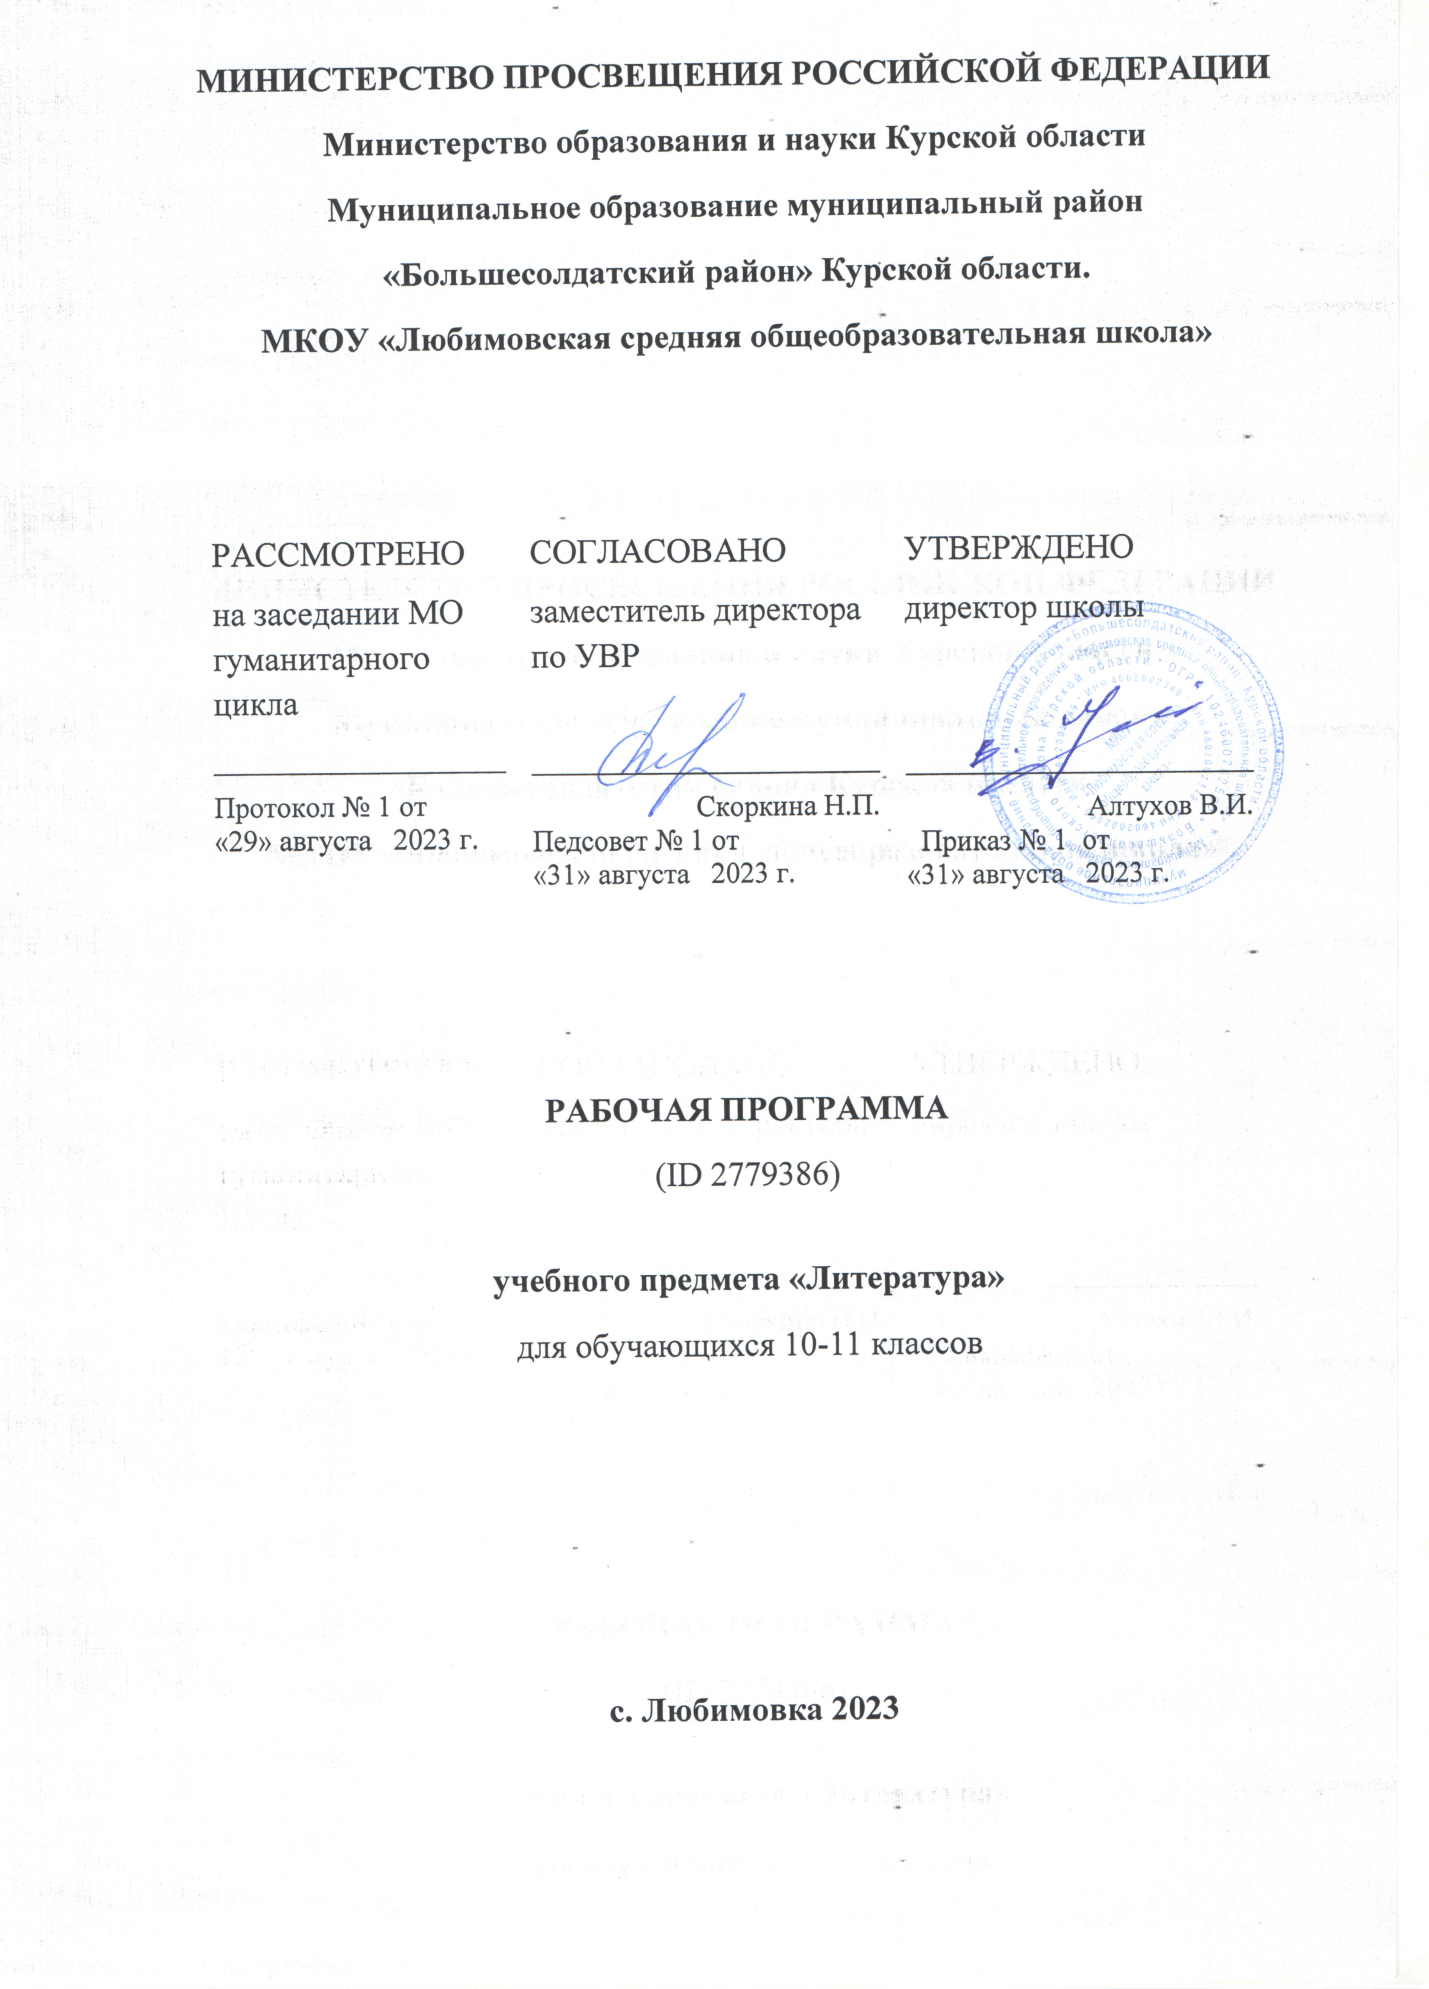 МИНИСТЕРСТВО ПРОСВЕЩЕНИЯ РОССИЙСКОЙ ФЕДЕРАЦИИ
Министерство образования и науки Курской области
Муниципальное образование муниципальный район
«Большесолдатский район» Курской области.
МКОУ «Любимовская средняя общеобразовательная школа»
РАССМОТРЕНО
на заседании МО
гуманитарного
цикла
Протокол № 1 от
«29» августа 2023 г.
СОГЛАСОВАНО
заместитель директора
по УВР
Скоркина Н.П.
Педсовет № 1 от
«31» августа 2023 г.
УТВЕРЖДЕНО
директор школы
Алтухов В.И.
Приказ № 1 от
«31» августа 2023 г.
РАБОЧАЯ ПРОГРАММА
(ID 2779386)
учебного предмета «Литература»
для обучающихся 10-11 классов
с. Любимовка 2023